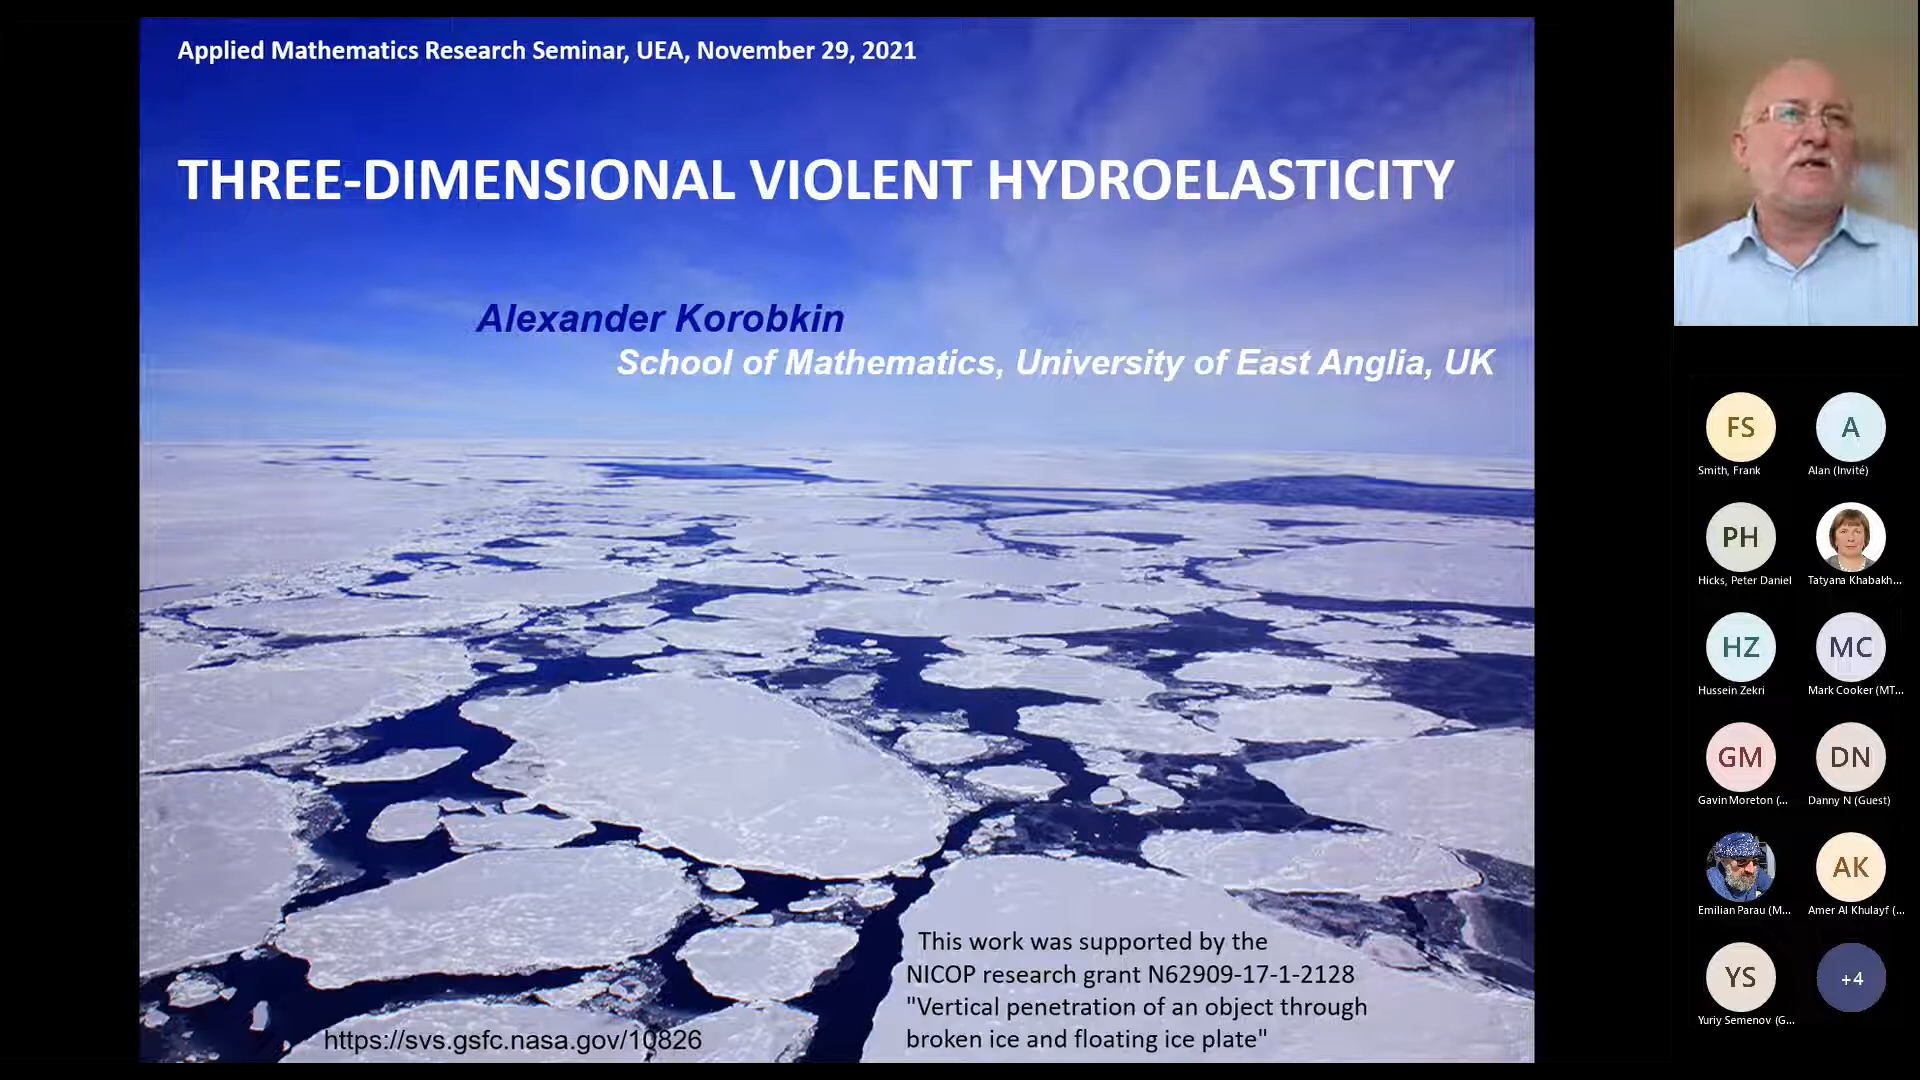 Applied Mathematics Research Seminar, UEA, November 29, 2021
THREE-DIMENSIONAL VIOLENT HYDROELASTICITY
Alexander Korobkin
School of Mathematics, University of East Anglia, UK
This work was supported by the
NICOP research grant N62909-17-1-2128
"Vertical penetration of an object through
broken ice and floating ice plate"
https://svs.gsfc.nasa.gov/10826
FS
A
Smith, Frank
Alan (Invité)
PH
Hicks, Peter Daniel
Tatyana Khabakh...
HZ
MC
Hussein Zekri
Mark Cooker (MT...
GM
DN
Gavin Moreton (...
Danny N (Guest)
AK
Emilian Parau (M...
Amer Al Khulayf (...
YS
+4
Yuriy Semenov (G...